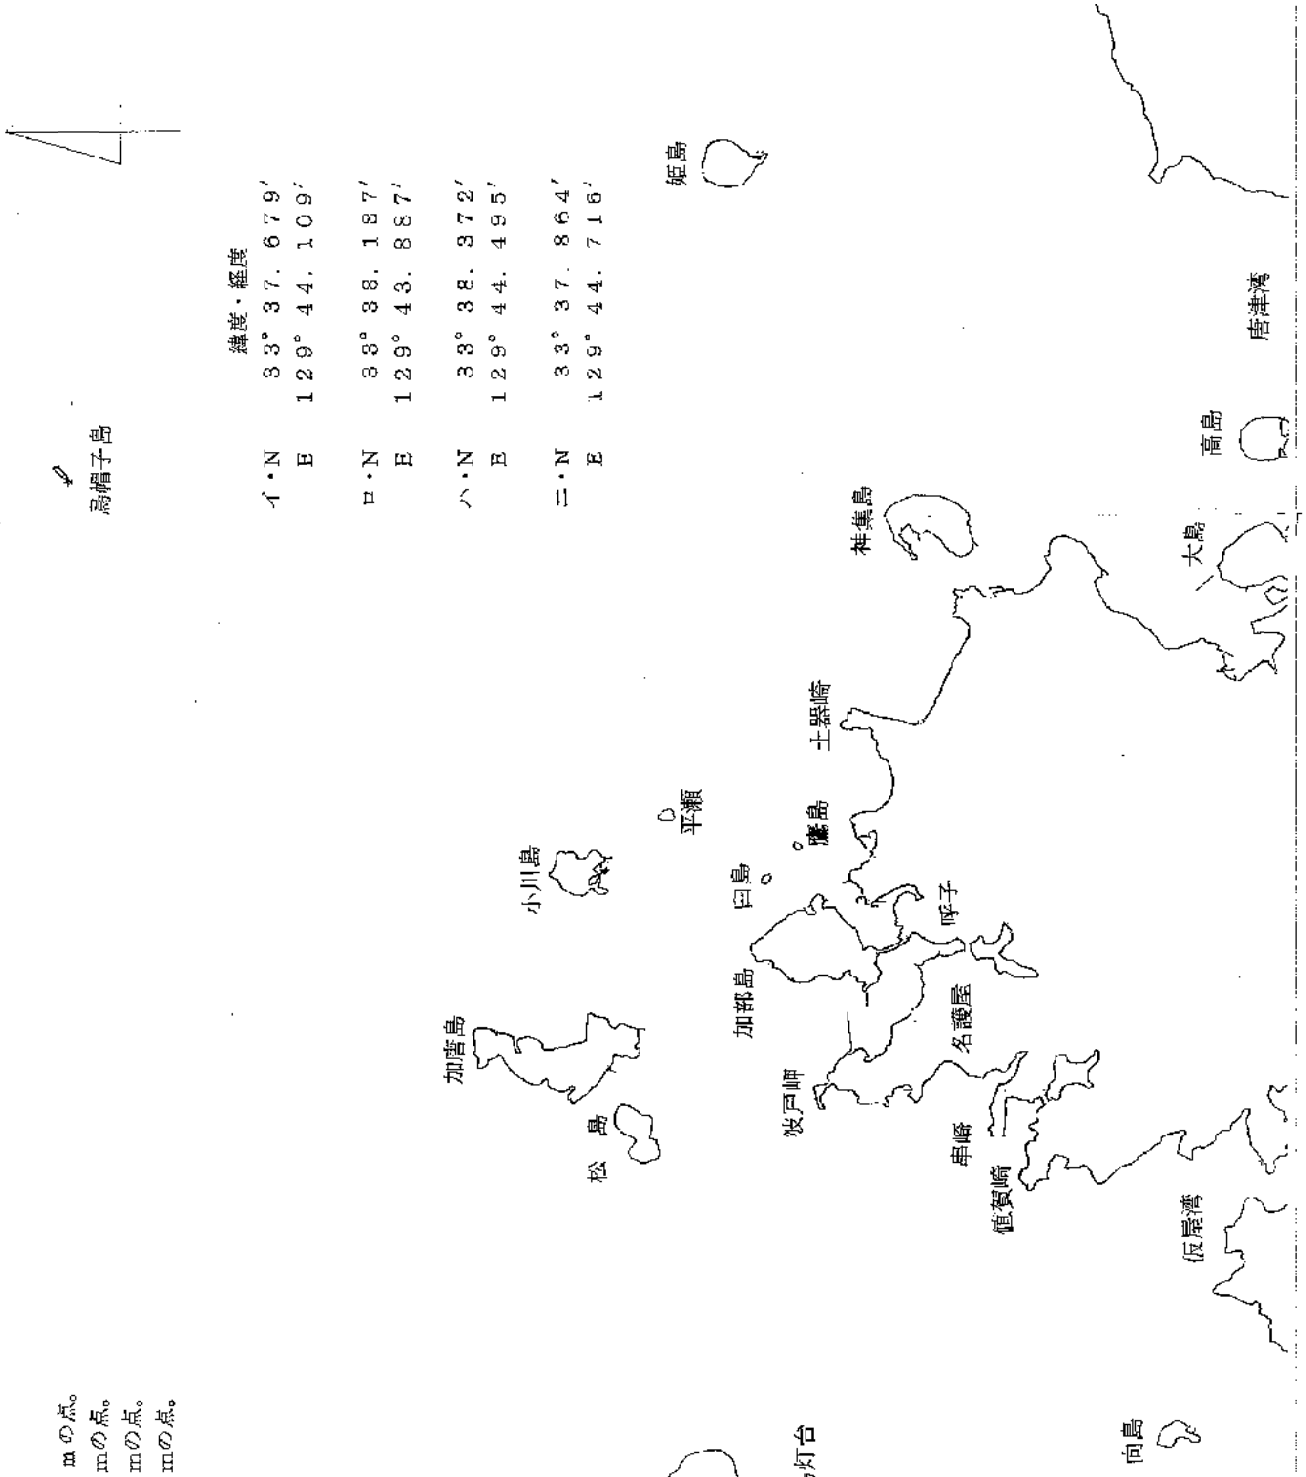 mの点。
mの点。
mの点。
mの点。
烏帽子島
緯度・経度
イ・N 33° 37. 679′
E 129° 44. 109′
ロ・N 33° 38. 187′
E 129° 43. 887′
ハ・N 33° 38. 372′
E 129° 44. 495′
ニ・N 33° 37. 864′
E 129° 44. 716′
加唐島
小川島
松島
姫島
平瀬
加部島
臼島
灯台
波戸岬
鷹島
土器崎
神集島
呼子
串崎
名護屋
値賀崎
向島
仮屋湾
大島
高島
唐津湾